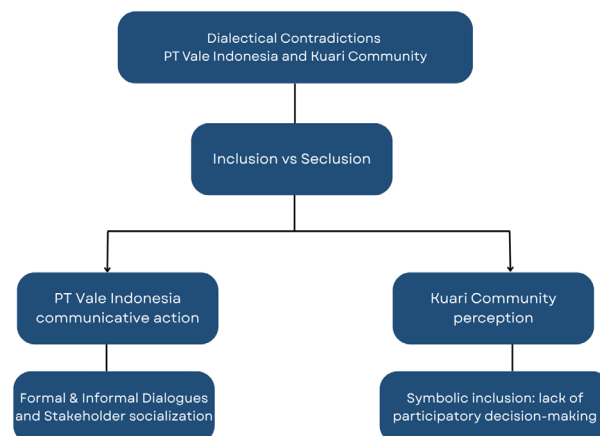 Dialectical Contradictions
PT Vale Indonesia and Kuari Community
Inclusion vs Seclusion
PT Vale Indonesia
communicative action
Kuari Community
perception
Formal & Informal Dialogues
and Stakeholder socialization
Symbolic inclusion: lack of
participatory decision-making